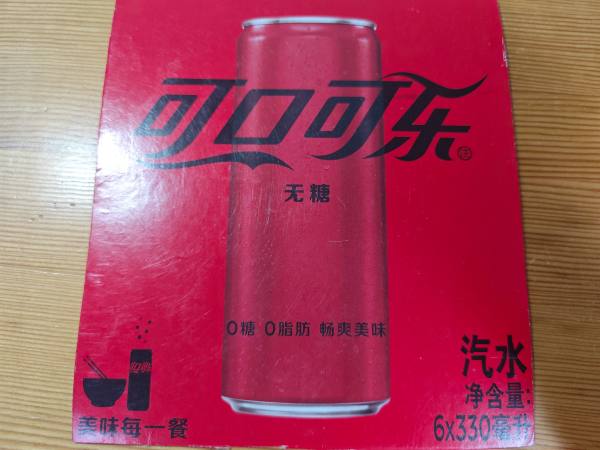 可口可乐
无糖
0糖 0脂肪 畅爽美味
汽水
净含量:
6x330毫升
美味每一餐